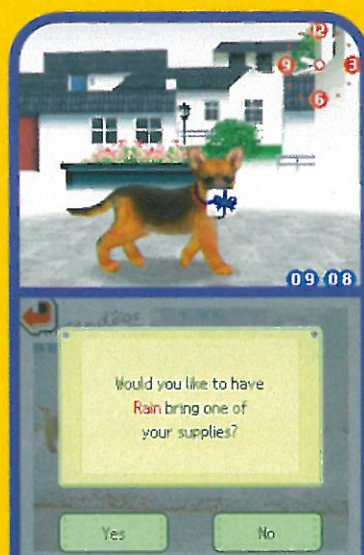 12
9
3
6
09 08
Would you like to have
Rain bring one of
your supplies?
Yes
No